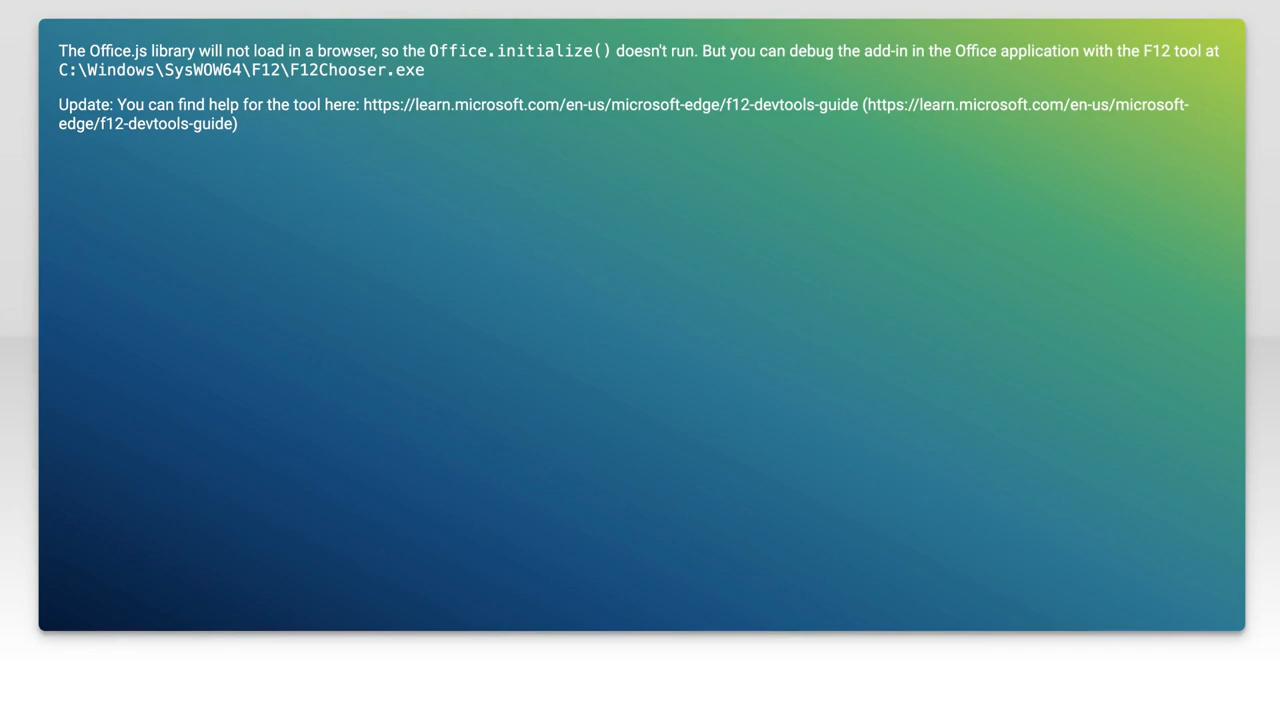 The Office.js library will not load in a browser, so the Office.initialize() doesn't run. But you can debug the add-in in the Office application with the F12 tool at
C:\Windows\SysWOW64\F12\F12Chooser.exe
Update: You can find help for the tool here: https://learn.microsoft.com/en-us/microsoft-edge/f12-devtools-guide (https://learn.microsoft.com/en-us/microsoft-
edge/f12-devtools-guide)